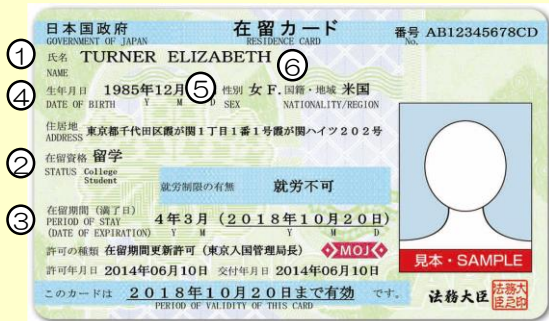 日本国政府 在留カード 番号 AB12345678CD
GOVERNMENT OF JAPAN RESIDENCE CARD No.
① 氏名 TURNER ELIZABETH ⑥
NAME
④ 生年月日 1985年12月 ⑤ 性別 女 F. 国籍・地域 米国
DATE OF BIRTH Y M D SEX NATIONALITY/REGION
住居地 東京都千代田区霞が関1丁目1番1号霞が関ハイツ202号
ADDRESS
② 在留資格 留学
STATUS College
Student
就労制限の有無 就労不可
③ 在留期間(満了日) 4年3月(2018年10月20日)
PERIOD OF STAY
(DATE OF EXPIRATION) Y M Y M D
許可の種類 在留期間更新許可(東京入国管理局長) MOJ
許可年月日 2014年06月10日 交付年月日 2014年06月10日
このカードは 2018年10月20日まで有効 です。
PERIOD OF VALIDITY OF THIS CARD
見本・SAMPLE
法務大臣 法務大臣之印